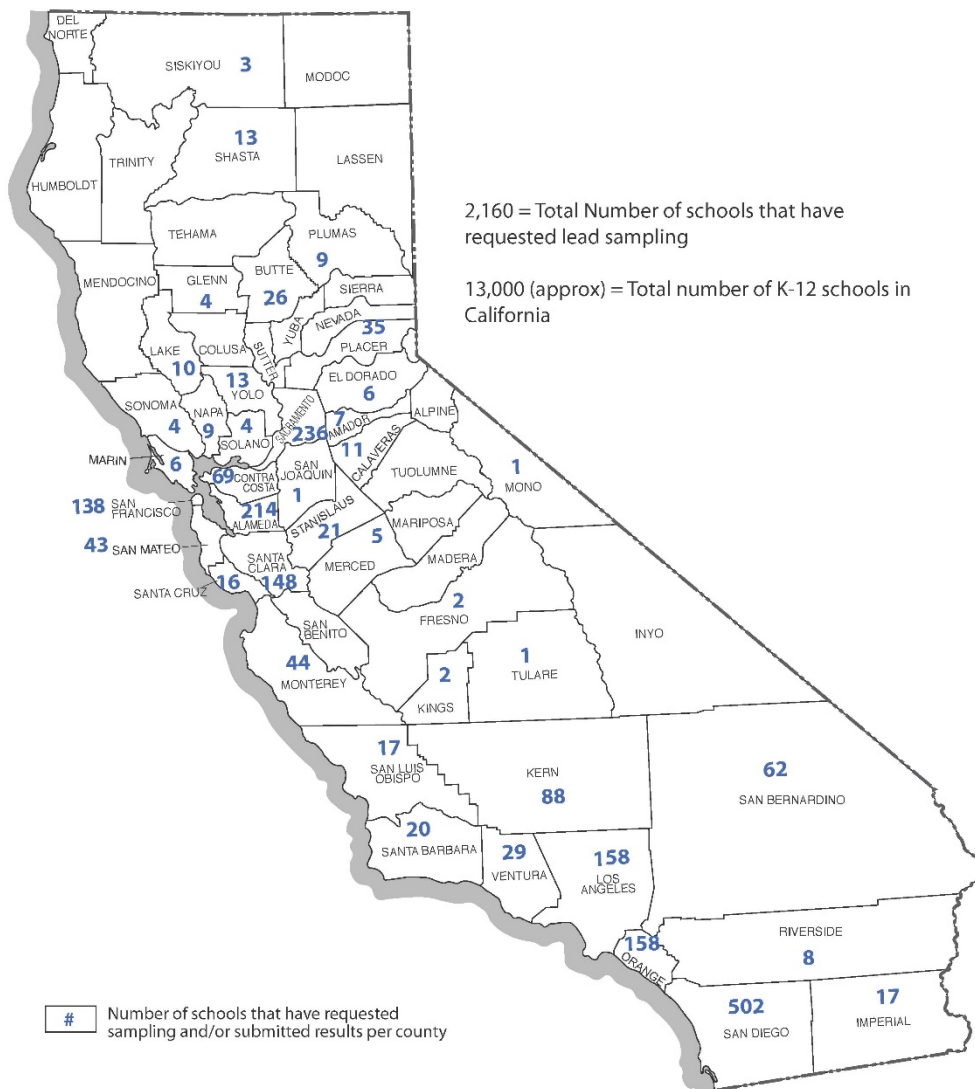 DEL
NORTE
SISKIYOU
3
MODOC
13
SHASTA
TRINITY
LASSEN
HUMBOLDT
2,160 = Total Number of schools that have
requested lead sampling
TEHAMA
PLUMAS
9
MENDOCINO
GLENN
4
BUTTE
26
SIERRA
13,000 (approx) = Total number of K-12 schools in
California
YUBA
NEVADA
35
PLACER
LAKE
10
COLUSA
SUTTER
EL DORADO
6
13
YOLO
SONOMA
4
NAPA
9
4
SOLANO
SACRAMENTO
236
7
AMADOR
ALPINE
11
CALAVERAS
MARIN
6
69
CONTRA
COSTA
SAN
JOAQUIN
1
TUOLUMNE
1
MONO
138
SAN
FRANCISCO
214
ALAMEDA
STANISLAUS
21
MARIPOSA
43
SAN MATEO
5
MERCED
MADERA
SANTA
CLARA
148
16
SANTA CRUZ
2
FRESNO
SAN
BENITO
INYO
44
MONTEREY
2
KINGS
1
TULARE
17
SAN LUIS
OBISPO
KERN
88
62
SAN BERNARDINO
20
SANTA BARBARA
29
VENTURA
158
LOS
ANGELES
158
ORANGE
RIVERSIDE
8
502
SAN DIEGO
17
IMPERIAL
# Number of schools that have requested
sampling and/or submitted results per county